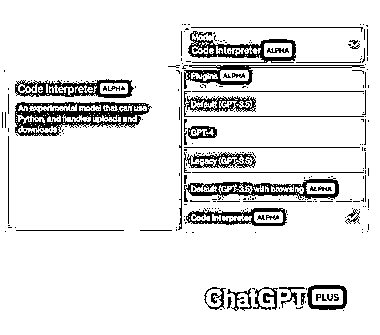 Model
Code Interpreter ALPHA
Code Interpreter ALPHA
An experimental model that can use
Python, and handles uploads and
downloads
Plugins ALPHA
Default (GPT-3.5)
GPT-4
Legacy (GPT-3.5)
Default (GPT-3.5) with browsing ALPHA
Code Interpreter ALPHA
ChatGPT PLUS